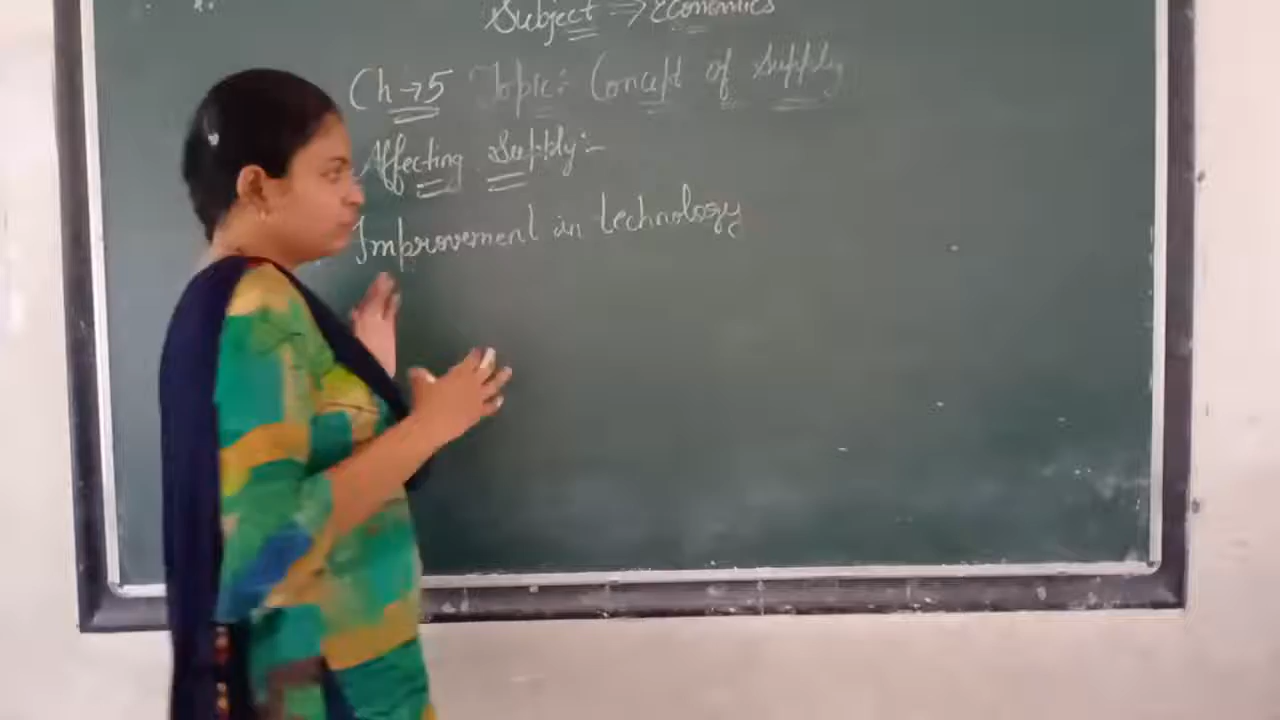 Subject → Economics
Ch → 5 Topic:- Concept of Supply
Affecting Supply:-
Improvement in technology